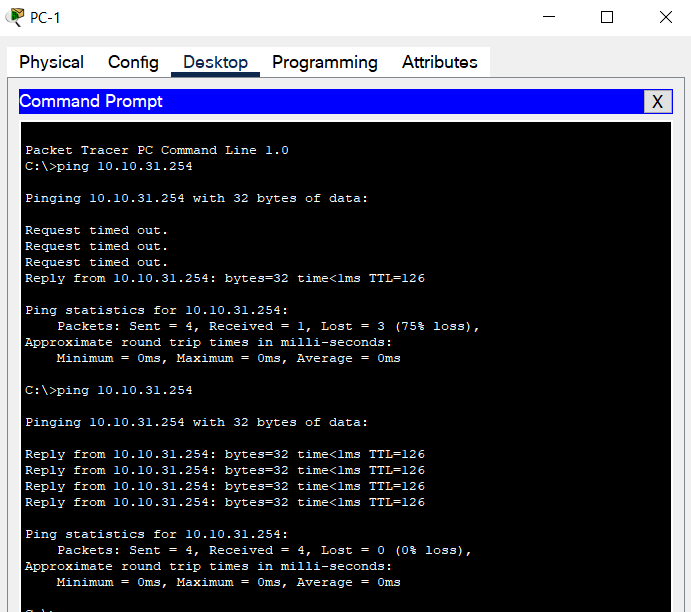 PC-1
Physical Config Desktop Programming Attributes
Command Prompt
X
Packet Tracer PC Command Line 1.0
C:\>ping 10.10.31.254
Pinging 10.10.31.254 with 32 bytes of data:
Request timed out.
Request timed out.
Request timed out.
Reply from 10.10.31.254: bytes=32 time<1ms TTL=126
Ping statistics for 10.10.31.254:
Packets: Sent = 4, Received = 1, Lost = 3 (75% loss),
Approximate round trip times in milli-seconds:
Minimum = 0ms, Maximum = 0ms, Average = 0ms
C:\>ping 10.10.31.254
Pinging 10.10.31.254 with 32 bytes of data:
Reply from 10.10.31.254: bytes=32 time<1ms TTL=126
Reply from 10.10.31.254: bytes=32 time<1ms TTL=126
Reply from 10.10.31.254: bytes=32 time<1ms TTL=126
Reply from 10.10.31.254: bytes=32 time<1ms TTL=126
Ping statistics for 10.10.31.254:
Packets: Sent = 4, Received = 4, Lost = 0 (0% loss),
Approximate round trip times in milli-seconds:
Minimum = 0ms, Maximum = 0ms, Average = 0ms